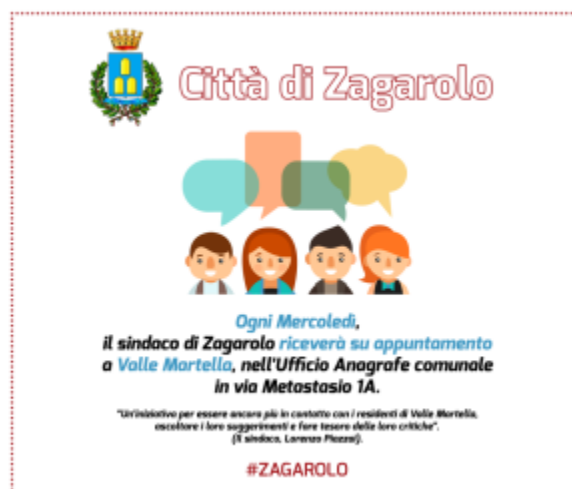 Città di Zagarolo
Ogni Mercoledì,
il sindaco di Zagarolo riceverà su appuntamento
a Valle Martella, nell'Ufficio Anagrafe comunale
in via Metastasio 1A.
"Un'iniziativa per essere ancora più in contatto con i residenti di Valle Martella,
ascoltare i loro suggerimenti e fare tesoro delle loro critiche".
(Il sindaco, Lorenzo Piazzai).
#ZAGAROLO